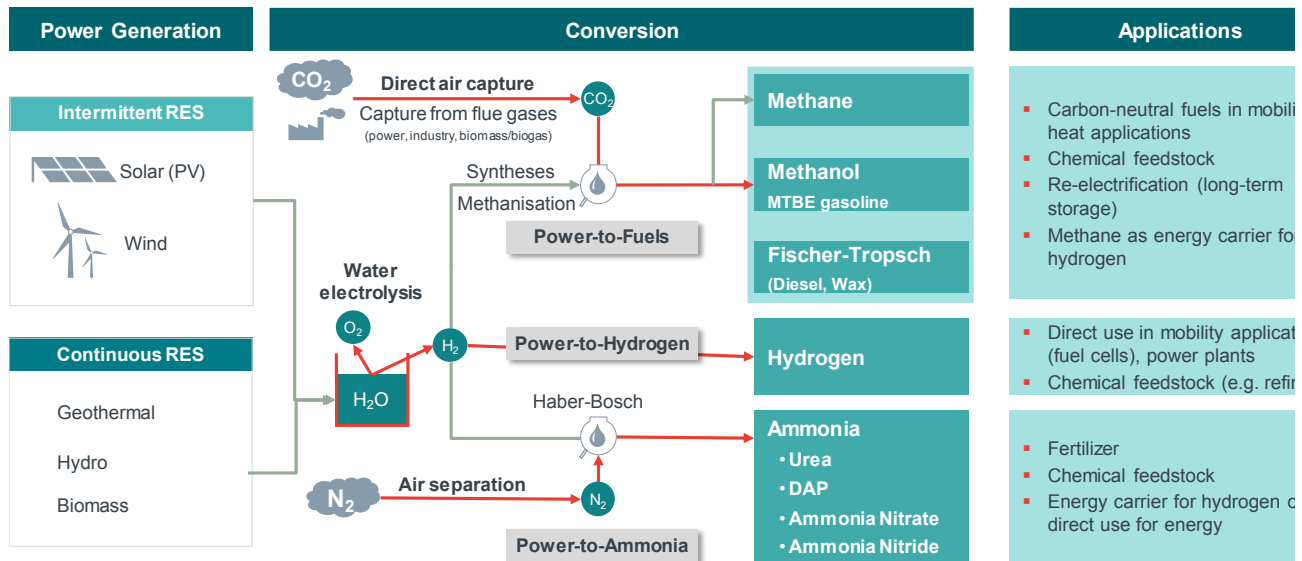 Power Generation
Conversion
Applications
Intermittent RES
Solar (PV)
Wind
Continuous RES
Geothermal
Hydro
Biomass
CO2
Direct air capture
Capture from flue gases
(power, industry, biomass/biogas)
CO2
Syntheses
Methanisation
Power-to-Fuels
Water
electrolysis
O2
H2
H2O
Power-to-Hydrogen
Haber-Bosch
N2
Air separation
N2
Power-to-Ammonia
Methane
Methanol
MTBE gasoline
Fischer-Tropsch
(Diesel, Wax)
Hydrogen
Ammonia
• Urea
• DAP
• Ammonia Nitrate
• Ammonia Nitride
▪ Carbon-neutral fuels in
heat applications
▪ Chemical feedstock
▪ Re-electrification (long-term
storage)
▪ Methane as energy carrier for
hydrogen
▪ Direct use in mobility
(fuel cells), power plants
▪ Chemical feedstock (e.g.
▪ Fertilizer
▪ Chemical feedstock
▪ Energy carrier for hydrogen
direct use for energy